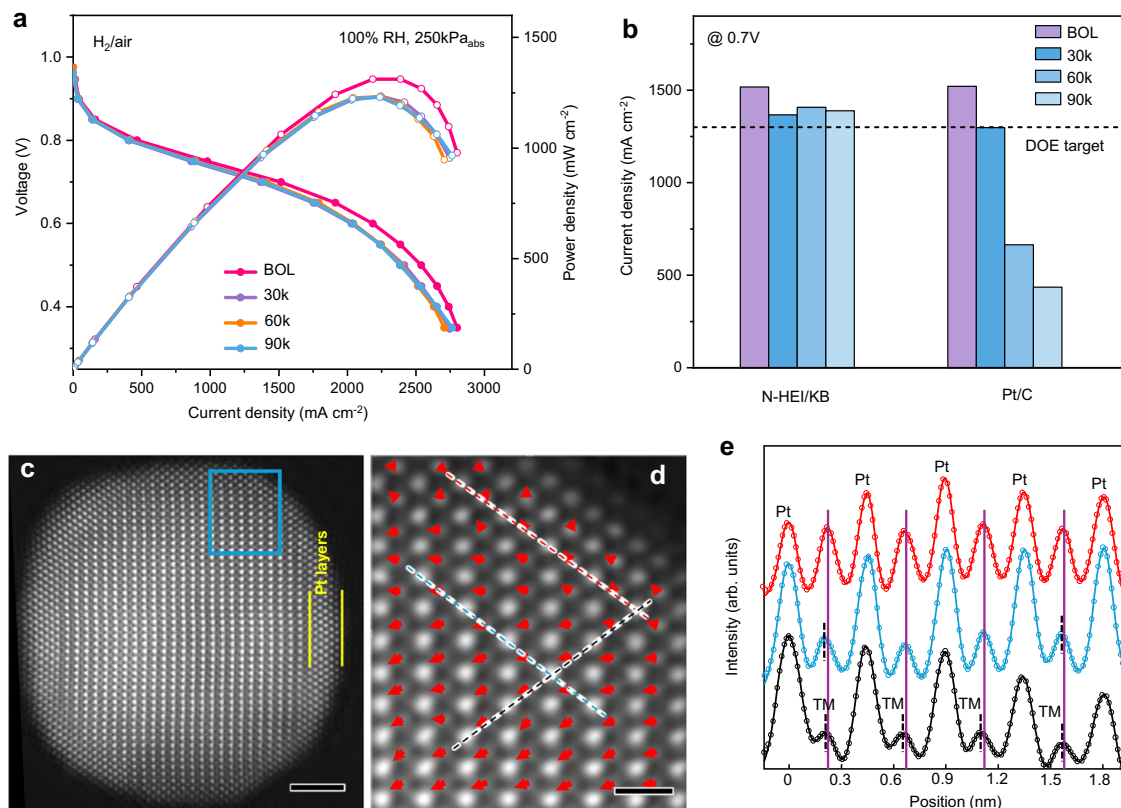 a
H₂/air
100% RH, 250kPaabs
1.0
0.8
0.6
0.4
Voltage (V)
1500
1000
500
0
Power density (mW cm⁻²)
BOL
30k
60k
90k
0
500
1000
1500
2000
2500
3000
Current density (mA cm⁻²)
b
@ 0.7V
BOL
30k
60k
90k
1500
1000
500
0
Current density (mA cm⁻²)
DOE target
N-HEI/KB
Pt/C
c
Pt layers
d
e
Pt
Pt
Pt
Pt
Pt
TM
TM
TM
TM
Intensity (arb. units)
0
0.3
0.6
0.9
1.2
1.5
1.8
Position (nm)